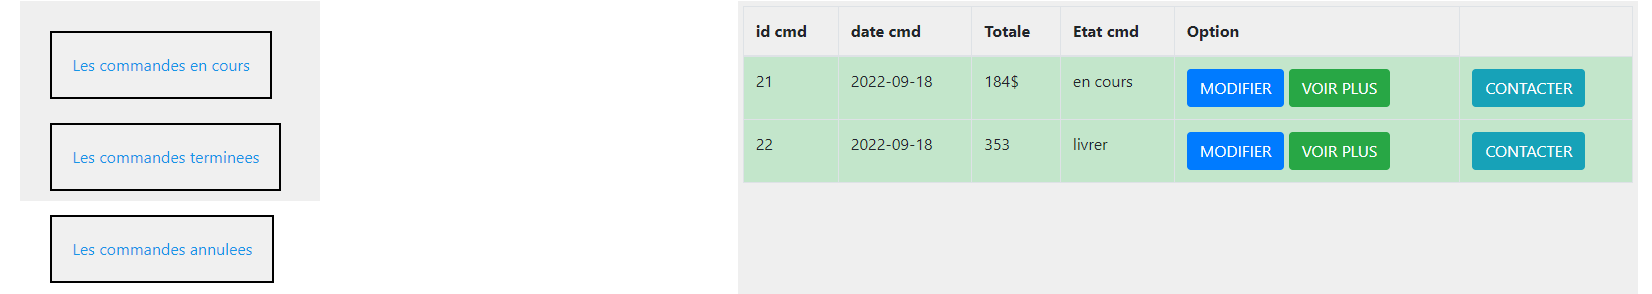 Les commandes en cours
Les commandes terminees
Les commandes annulees
id cmd date cmd Totale Etat cmd Option
21 2022-09-18 184$ en cours MODIFIER VOIR PLUS CONTACTER
22 2022-09-18 353 livrer MODIFIER VOIR PLUS CONTACTER